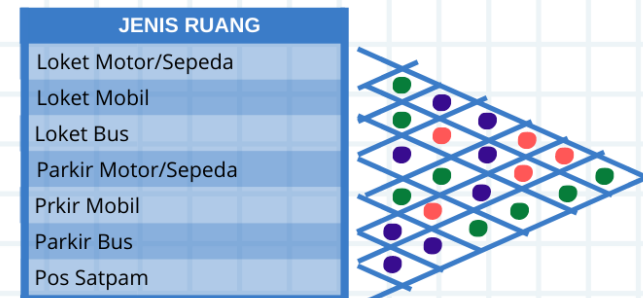 JENIS RUANG
Loket Motor/Sepeda
Loket Mobil
Loket Bus
Parkir Motor/Sepeda
Prkir Mobil
Parkir Bus
Pos Satpam